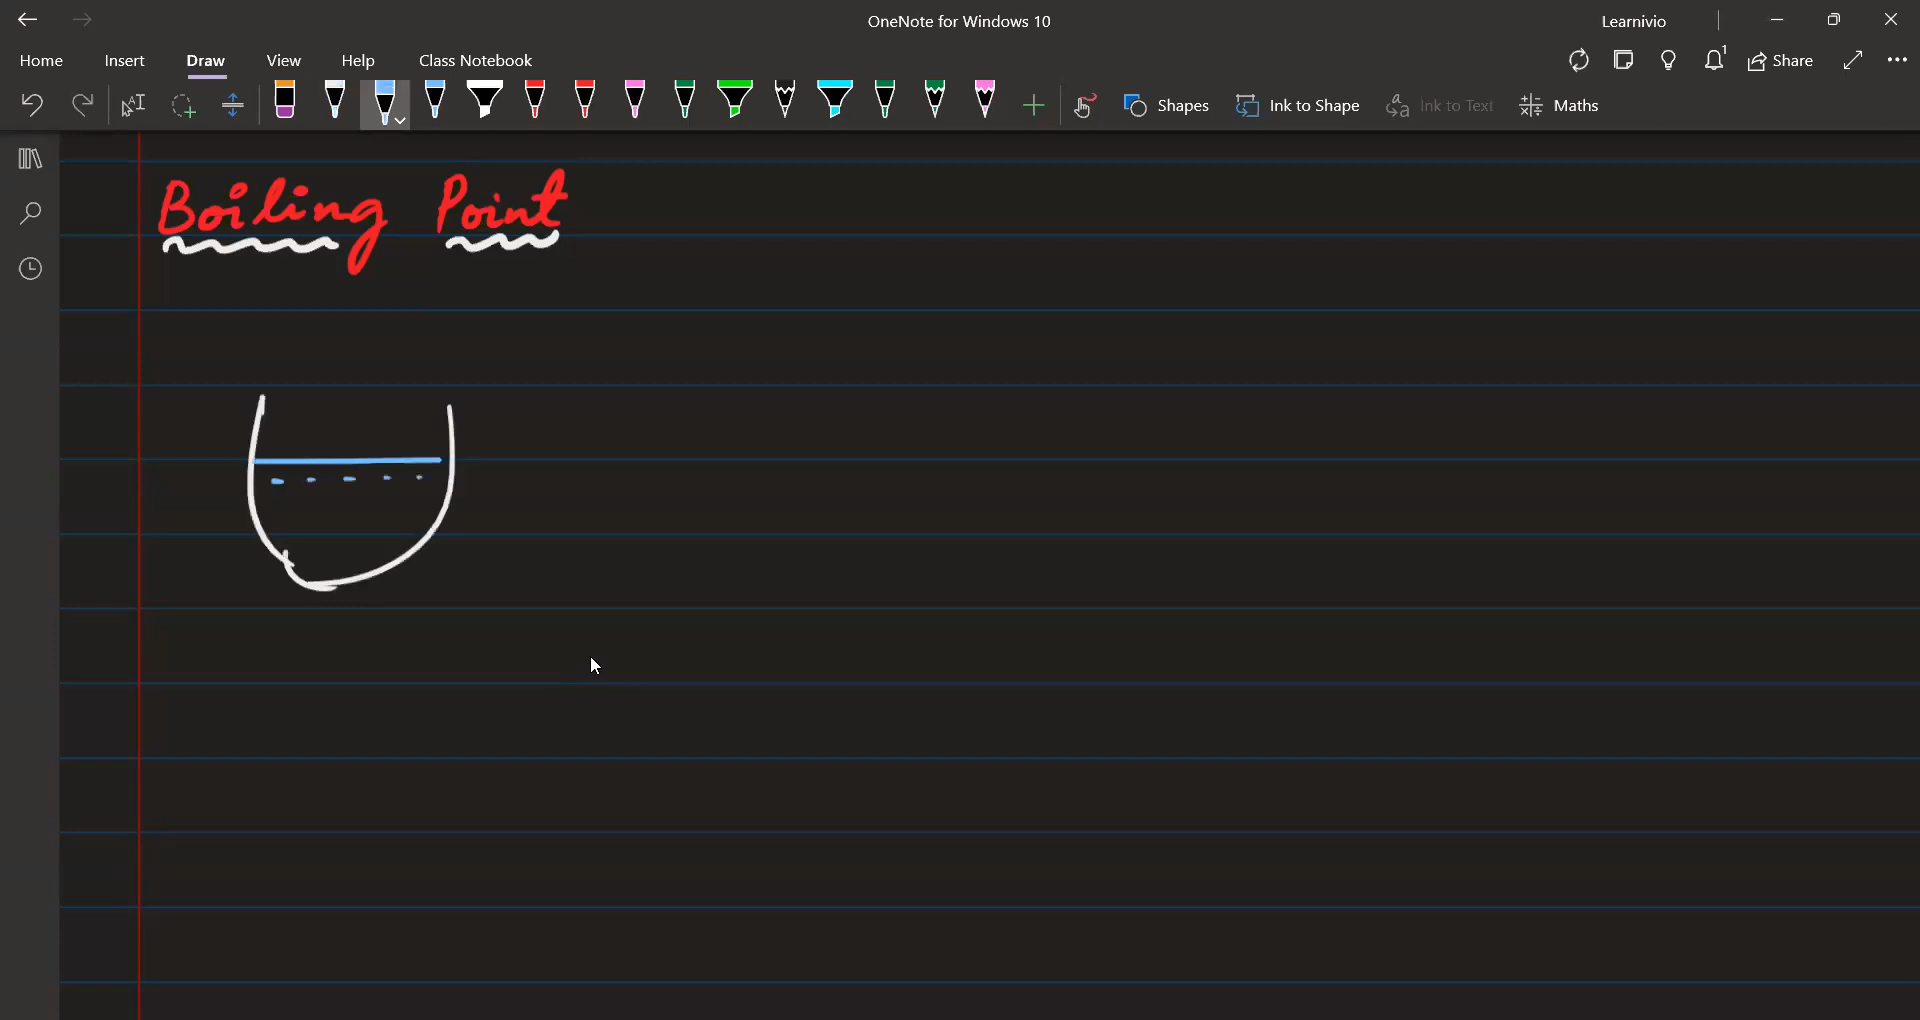 OneNote for Windows 10
Learnivio
Home Insert Draw View Help Class Notebook
1
Share
Shapes Ink to Shape Ink to Text Maths
Boiling Point